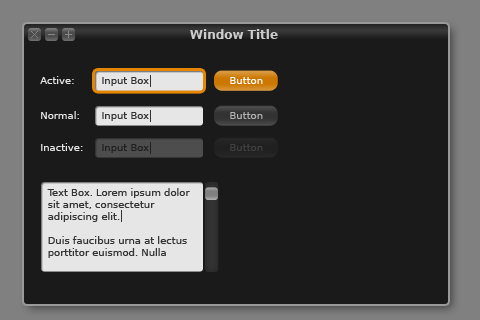 Window Title
Active: Input Box Button
Normal: Input Box Button
Inactive: Input Box Button
Text Box. Lorem ipsum dolor
sit amet, consectetur
adipiscing elit.
Duis faucibus urna at lectus
porttitor euismod. Nulla